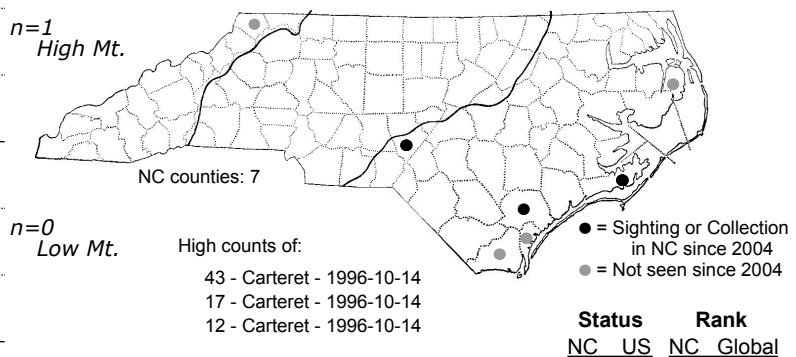 n=1
High Mt.
NC counties: 7
n=0
Low Mt.
High counts of:
43 - Carteret - 1996-10-14
17 - Carteret - 1996-10-14
12 - Carteret - 1996-10-14
● = Sighting or Collection
in NC since 2004
● = Not seen since 2004
Status Rank
NC US NC Global